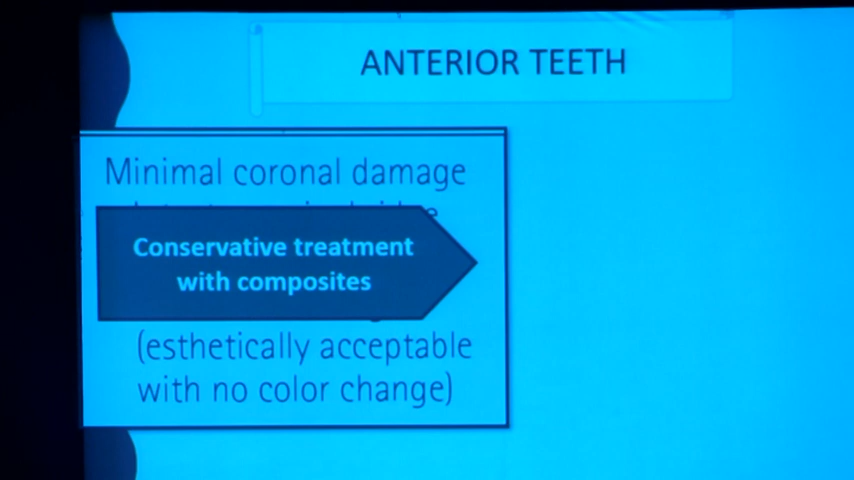 ANTERIOR TEETH
Minimal coronal damage
Conservative treatment
with composites
(esthetically acceptable
with no color change)